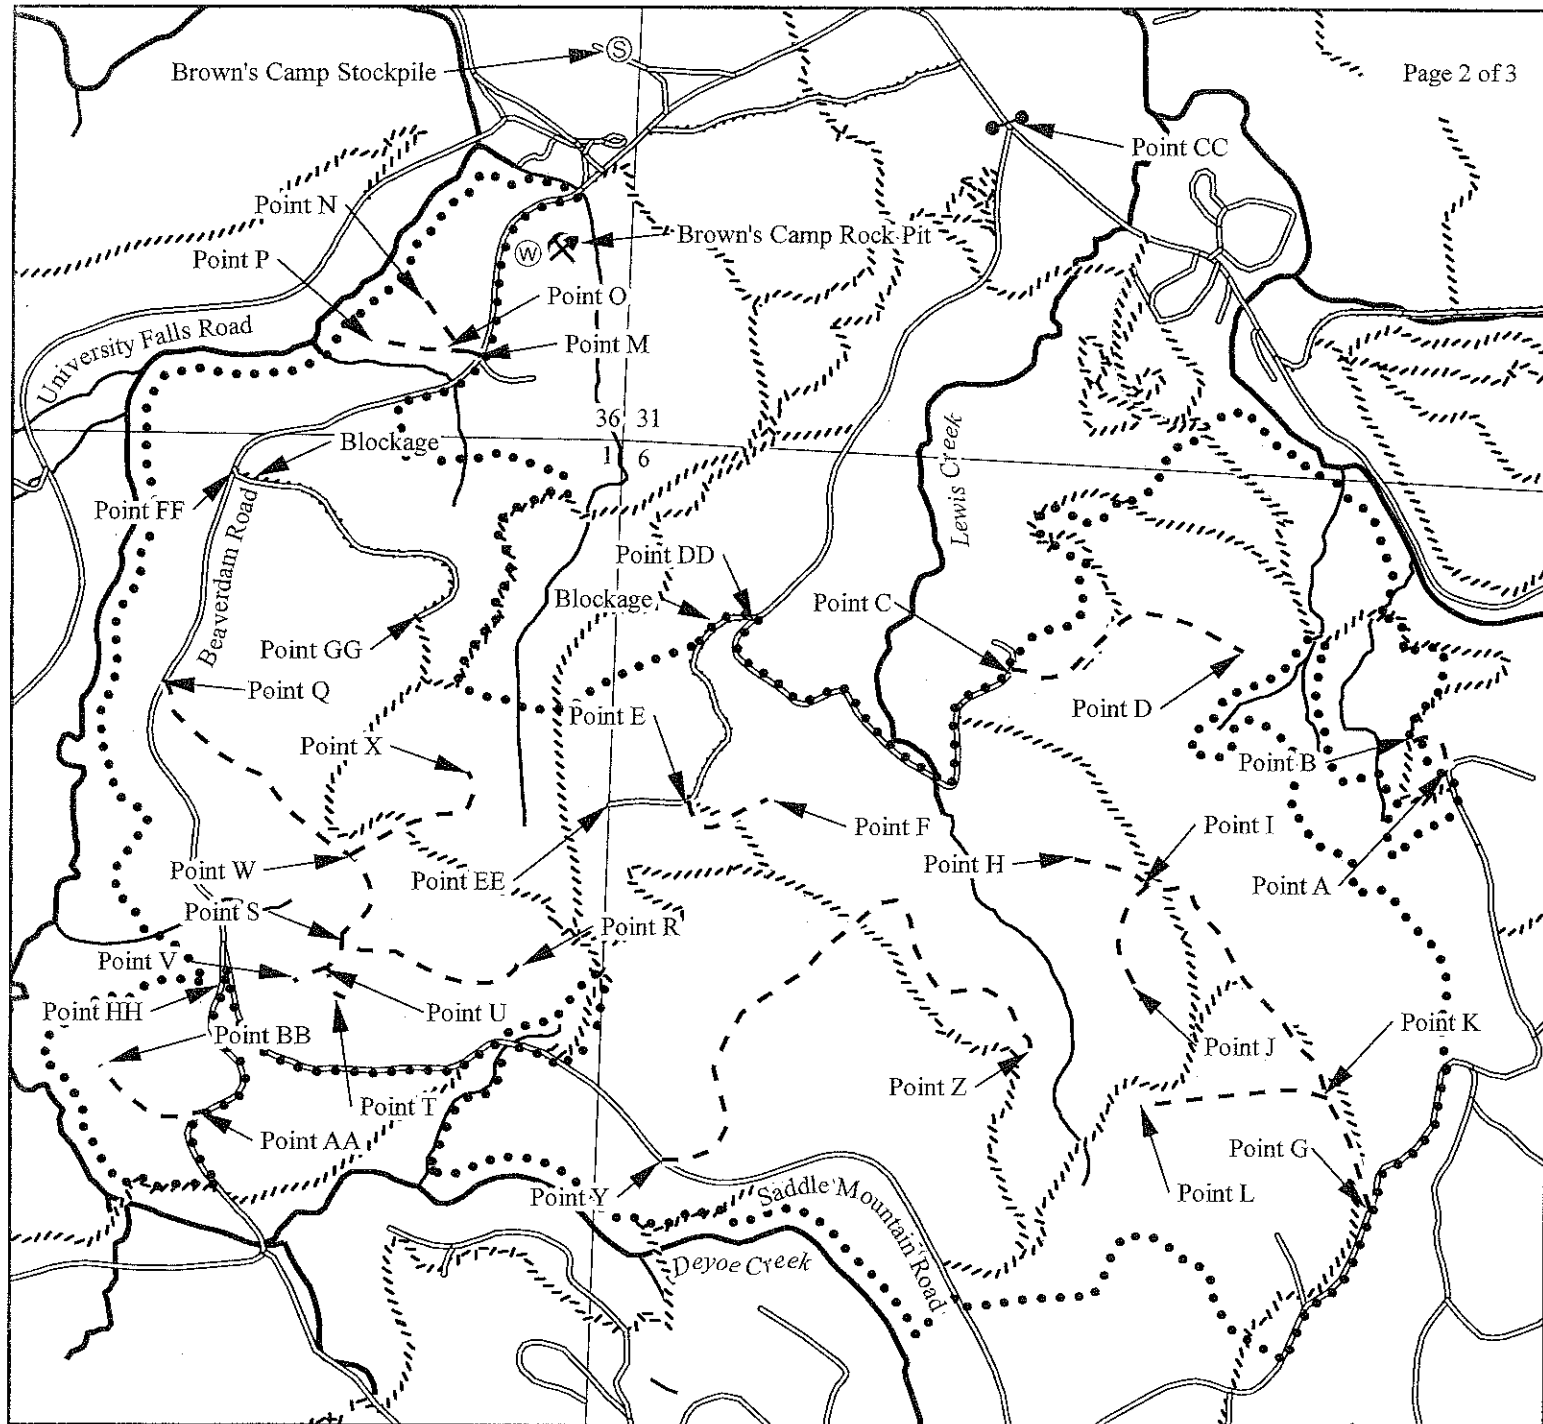 Page 2 of 3
Brown's Camp Stockpile
S
Point CC
Point N
Brown's Camp Rock Pit
W
Point P
Point O
University Falls Road
Point M
36 31
1 6
Blockage
Lewis Creek
Point FF
Beaverdam Road
Point DD
Blockage
Point C
Point GG
Point Q
Point D
Point E
Point X
Point B
Point F
Point I
Point W
Point EE
Point H
Point A
Point S
Point R
Point V
Point HH
Point U
Point BB
Point K
Point J
Point Z
Point T
Point AA
Point G
Point Y
Point L
Saddle Mountain Road
Deyoe Creek